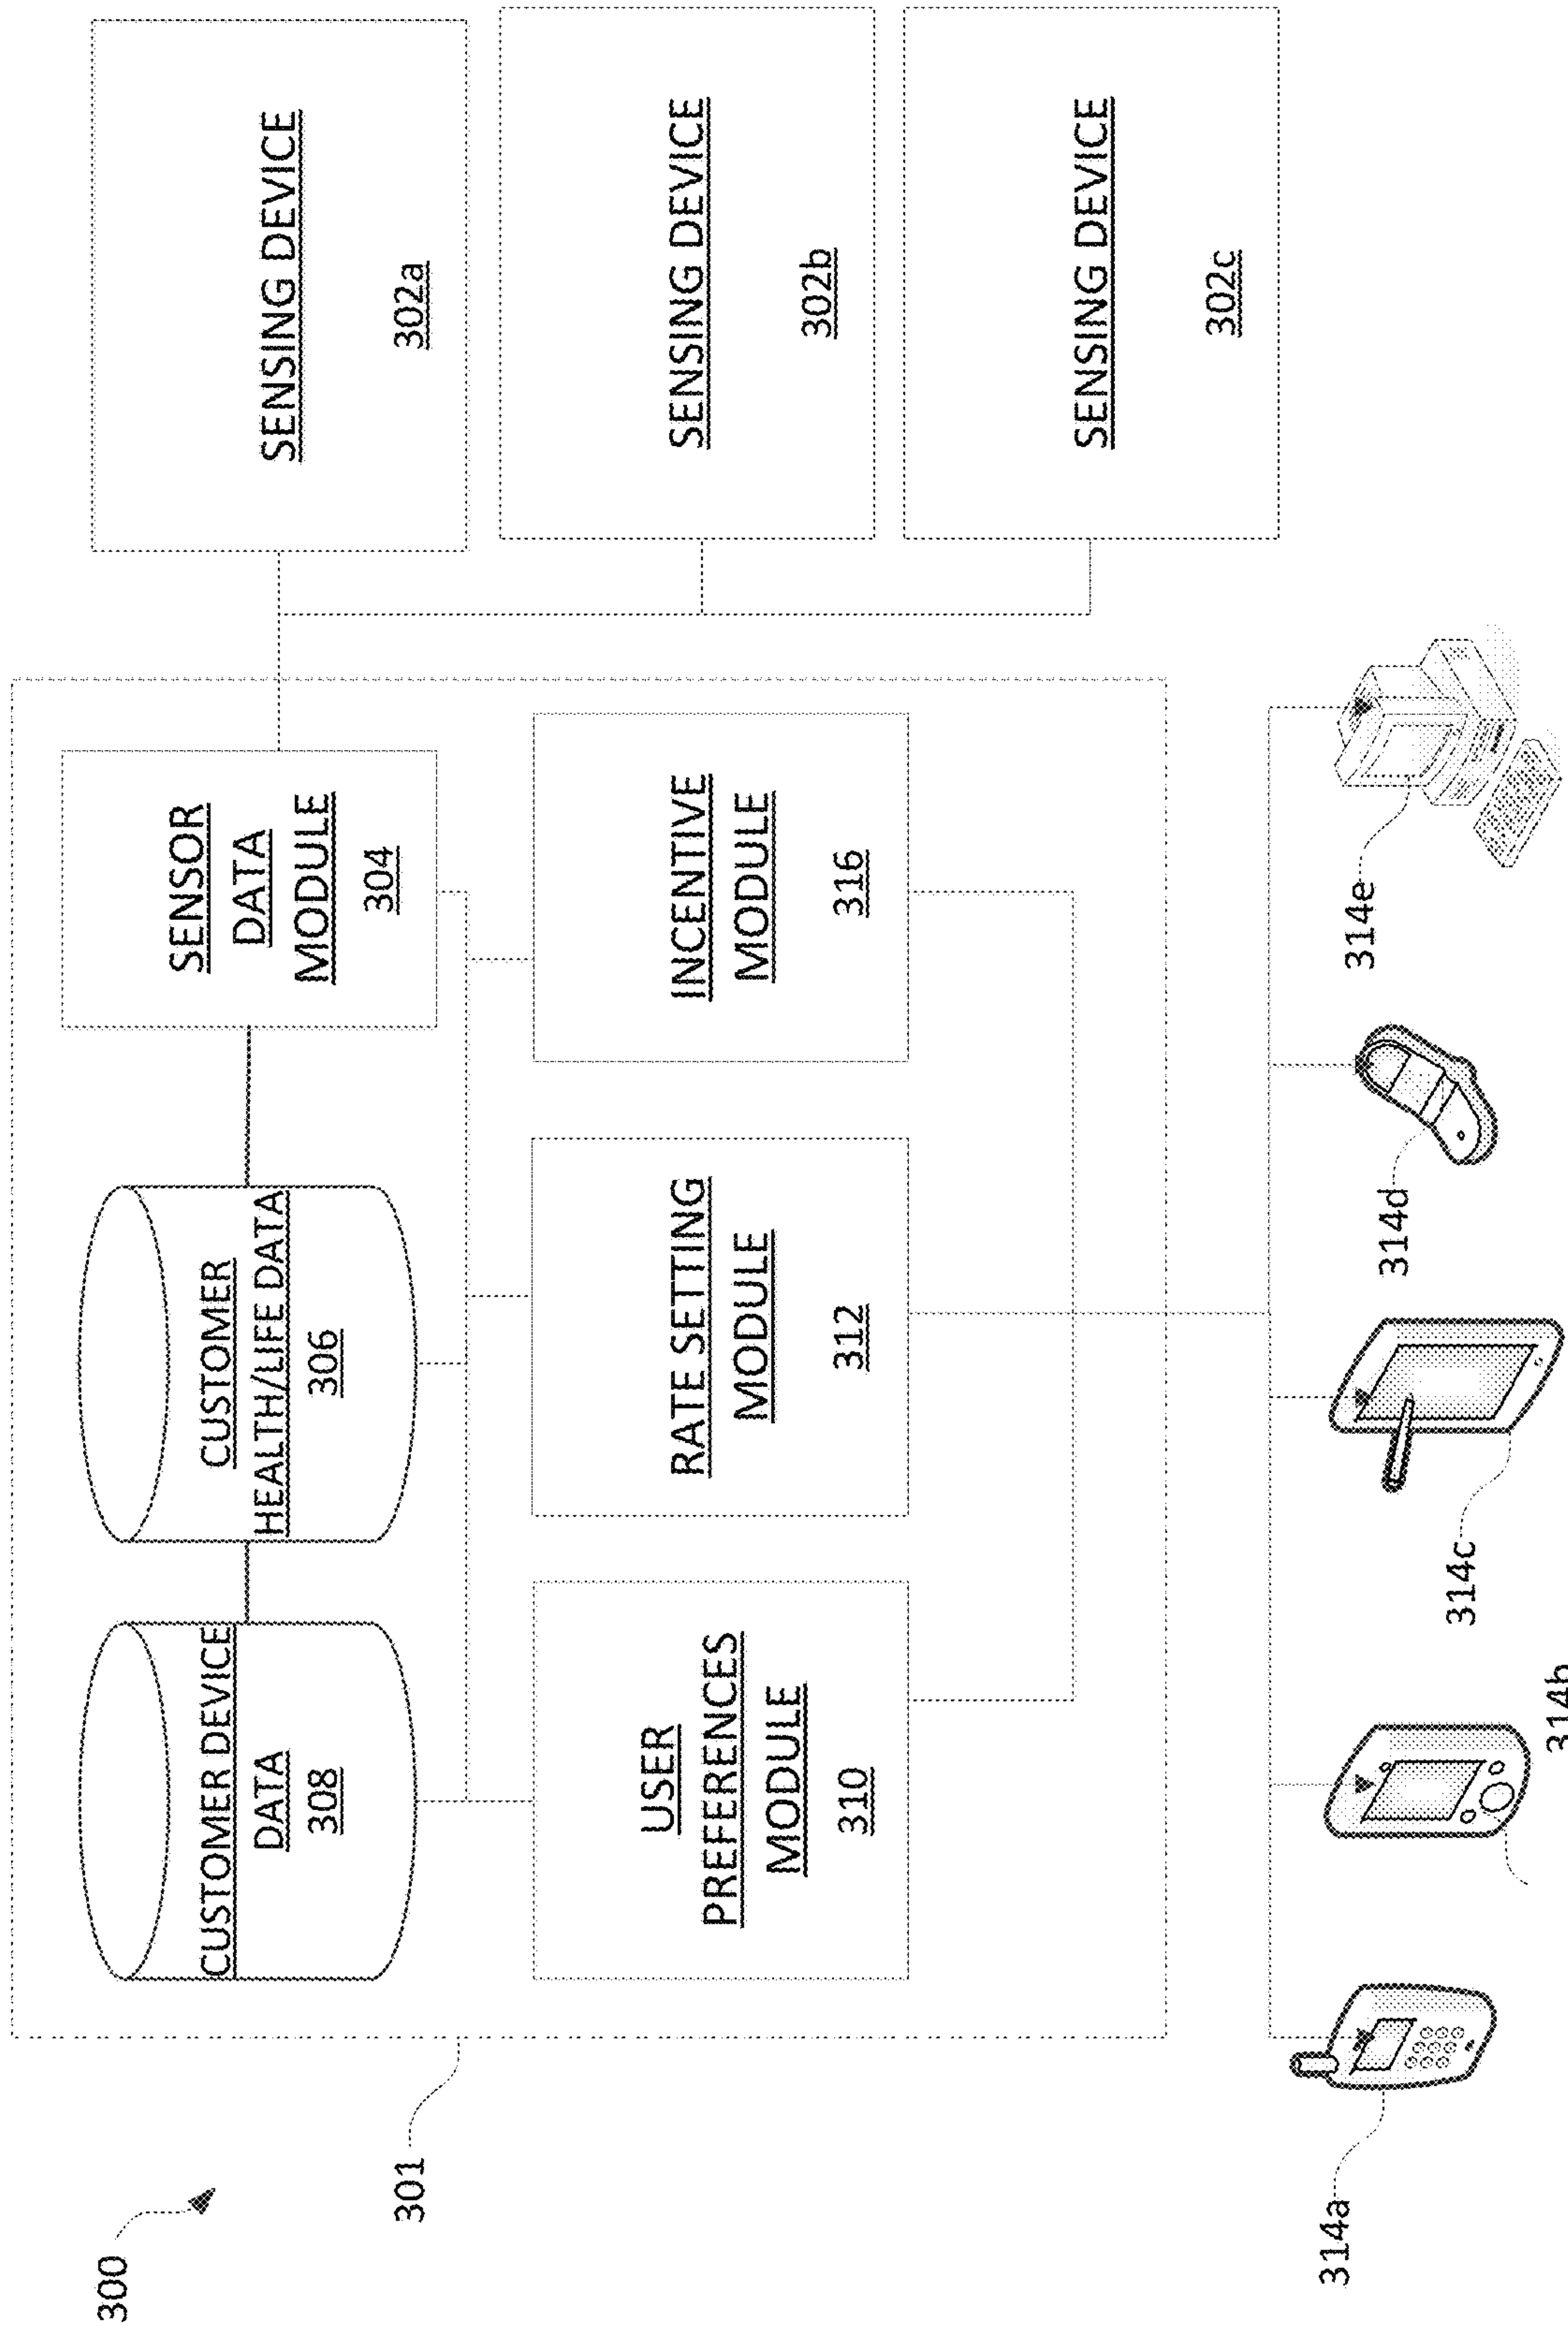 300
301
CUSTOMER DEVICE
DATA
308
CUSTOMER
HEALTH/LIFE DATA
306
SENSOR
DATA
MODULE
304
SENSING DEVICE
302a
USER
PREFERENCES
MODULE
310
RATE SETTING
MODULE
312
INCENTIVE
MODULE
316
SENSING DEVICE
302b
SENSING DEVICE
302c
314a
314b
314c
314d
314e